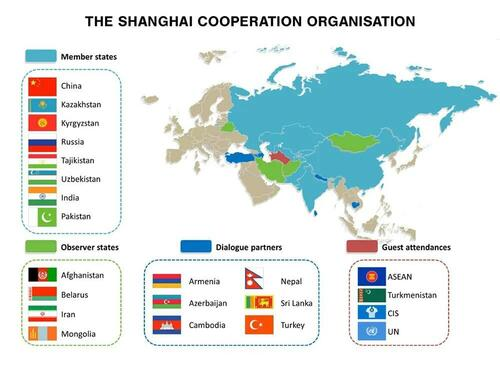 THE SHANGHAI COOPERATION ORGANISATION
Member states
China
Kazakhstan
Kyrgyzstan
Russia
Tajikistan
Uzbekistan
India
Pakistan
Observer states
Afghanistan
Belarus
Iran
Mongolia
Dialogue partners
Armenia
Azerbaijan
Cambodia
Nepal
Sri Lanka
Turkey
Guest attendances
ASEAN
Turkmenistan
CIS
UN